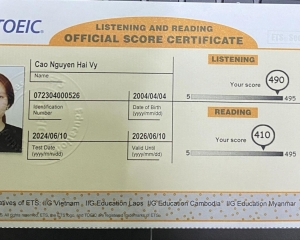 TOEIC.
LISTENING AND READING
OFFICIAL SCORE CERTIFICATE
Cao Nguyen Hai Vy
Name
072304000526
Identification
Number
2004/04/04
Date of Birth
(yyyy/mm/dd)
2024/06/10
Test Date
(yyyy/mm/dd)
2026/06/10
Valid Until
(yyyy/mm/dd)
LISTENING
Your score
490
5
495
READING
Your score
410
5
495
of ETS: IIG Vietnam / IIG Education Laos / IIG Education Cambodia / IIG Education Myanmar